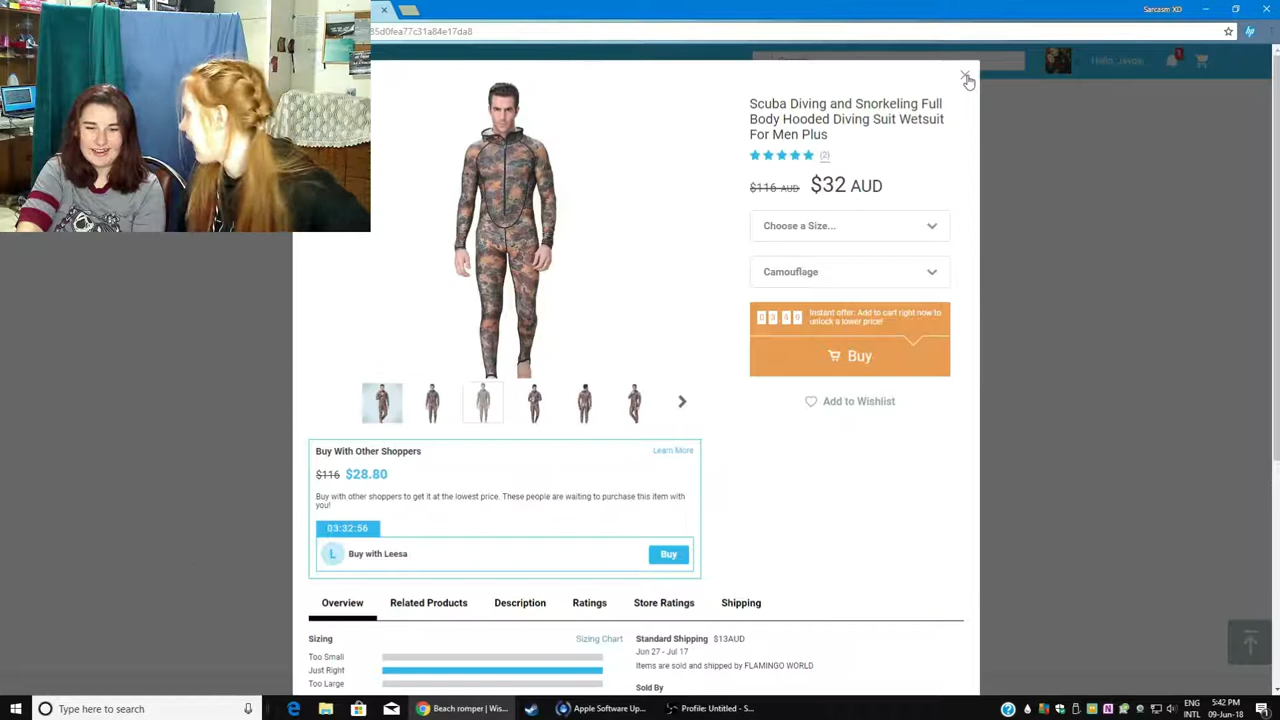 Sarcasm XD
35d0fea77c31a84e17da8
Scuba Diving and Snorkeling Full
Body Hooded Diving Suit Wetsuit
For Men Plus
(2)
$116 AUD $32 AUD
Choose a Size...
Camouflage
Instant offer: Add to cart right now to
unlock a lower price!
Buy
Add to Wishlist
Buy With Other Shoppers
Learn More
$116 $28.80
Buy with other shoppers to get it at the lowest price. These people are waiting to purchase this item with
you!
03:32:56
L Buy with Leesa Buy
Overview Related Products Description Ratings Store Ratings Shipping
Sizing Sizing Chart
Too Small
Just Right
Too Large
Standard Shipping $13AUD
Jun 27 - Jul 17
Items are sold and shipped by FLAMINGO WORLD
Sold By
Type here to search
Beach romper | Wis...
Apple Software Up...
Profile: Untitled - S...
ENG 5:42 PM
INTL 09-Jun-18